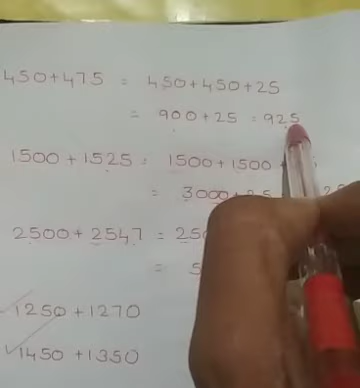 450+475 = 450+450+25
= 900+25 = 925
1500+1525 = 1500+1500
= 3000+25
2500+2547 = 250
= 5
1250+1270
✓1450+1350